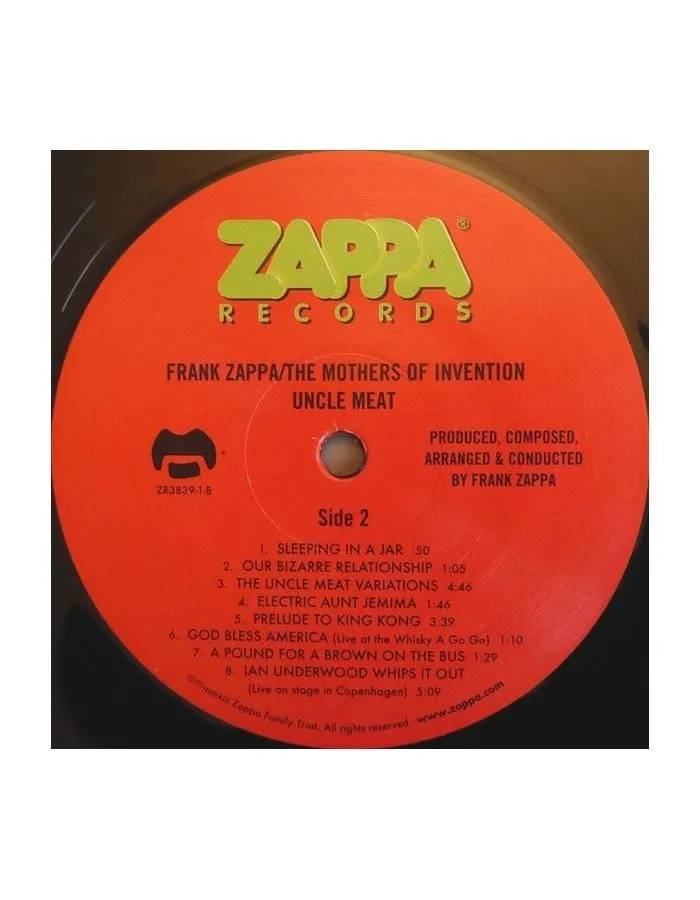 ZAPPA®
RECORDS
FRANK ZAPPA/THE MOTHERS OF INVENTION
UNCLE MEAT
PRODUCED, COMPOSED,
ARRANGED & CONDUCTED
BY FRANK ZAPPA
ZR3839-1-B
Side 2
1. SLEEPING IN A JAR :50
2. OUR BIZARRE RELATIONSHIP 1:05
3. THE UNCLE MEAT VARIATIONS 4:46
4. ELECTRIC AUNT JEMIMA 1:46
5. PRELUDE TO KING KONG 3:39
6. GOD BLESS AMERICA (Live at the Whisky A Go Go) 1:10
7. A POUND FOR A BROWN ON THE BUS 1:29
8. IAN UNDERWOOD WHIPS IT OUT
(Live on stage in Copenhagen) 5:09
©℗mmxiii Zappa Family Trust. All rights reserved. www.zappa.com